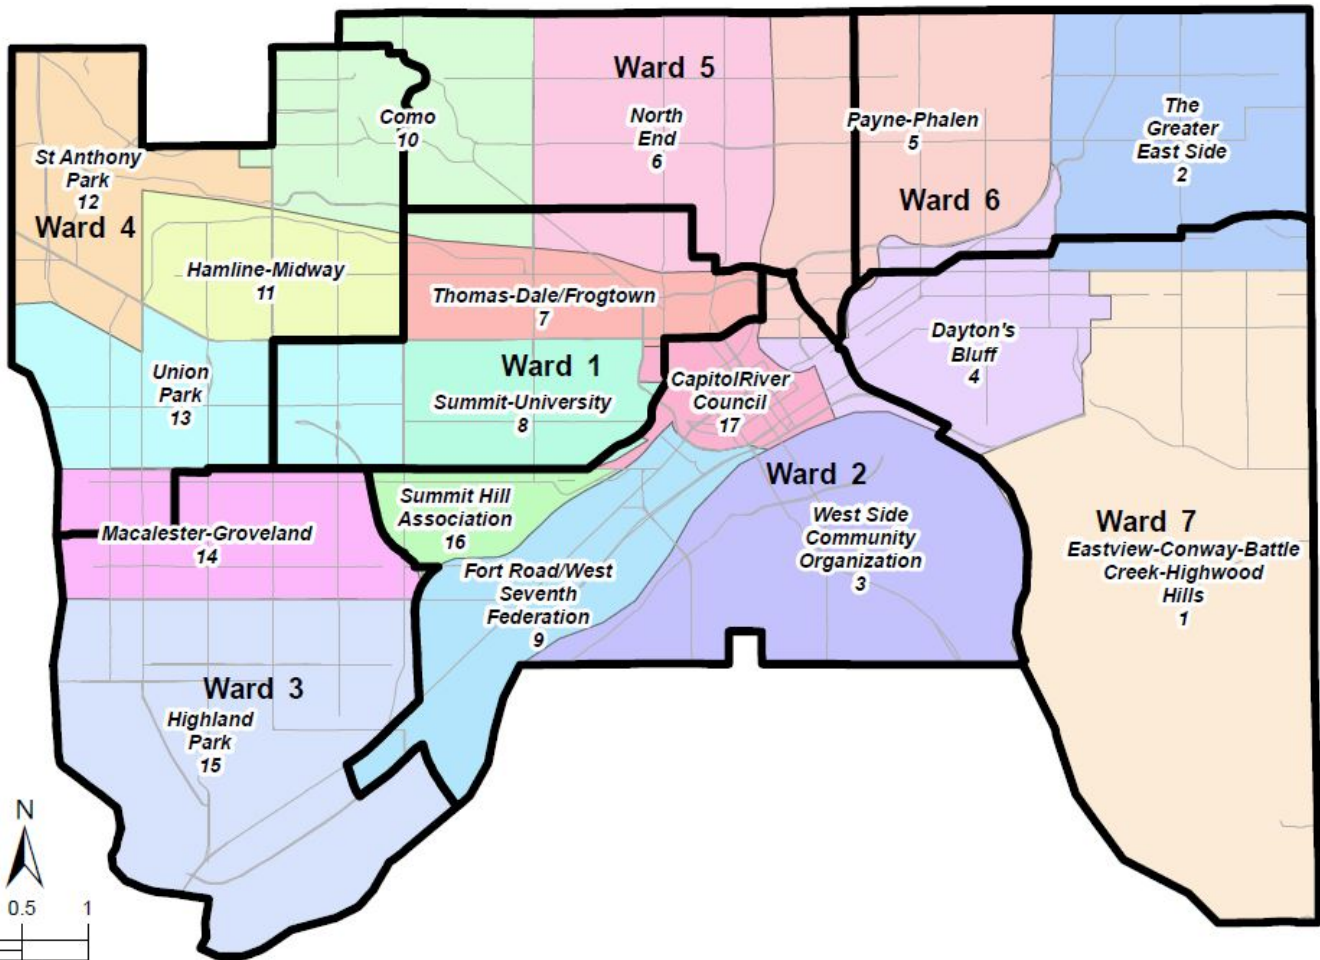 Ward 5
Como
10
North
End
6
Payne-Phalen
5
The
Greater
East Side
2
St Anthony
Park
12
Ward 4
Ward 6
Hamline-Midway
11
Thomas-Dale/Frogtown
7
Dayton's
Bluff
4
Union
Park
13
Ward 1
Summit-University
8
CapitolRiver
Council
17
Summit Hill
Association
16
Ward 2
West Side
Community
Organization
3
Ward 7
Eastview-Conway-Battle
Creek-Highwood
Hills
1
Macalester-Groveland
14
Fort Road/West
Seventh
Federation
9
Ward 3
Highland
Park
15
N
0.5 1